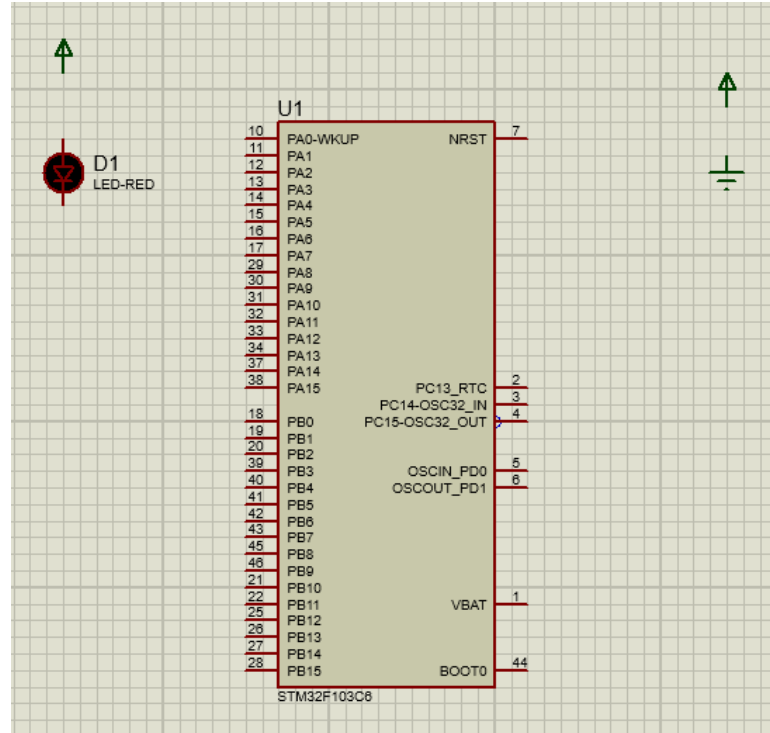 U1
D1
LED-RED
10 PA0-WKUP NRST 7
11 PA1
12 PA2
13 PA3
14 PA4
15 PA5
16 PA6
17 PA7
29 PA8
30 PA9
31 PA10
32 PA11
33 PA12
34 PA13
37 PA14
38 PA15 PC13_RTC 2
PC14-OSC32_IN 3
18 PB0 PC15-OSC32_OUT 4
19 PB1
20 PB2
39 PB3 OSCIN_PD0 5
40 PB4 OSCOUT_PD1 6
41 PB5
42 PB6
43 PB7
45 PB8
46 PB9
21 PB10
22 PB11 VBAT 1
25 PB12
26 PB13
27 PB14
28 PB15 BOOT0 44
STM32F103C6